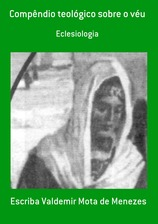 Compêndio teológico sobre o véu
Eclesiologia
Escriba Valdemir Mota de Menezes